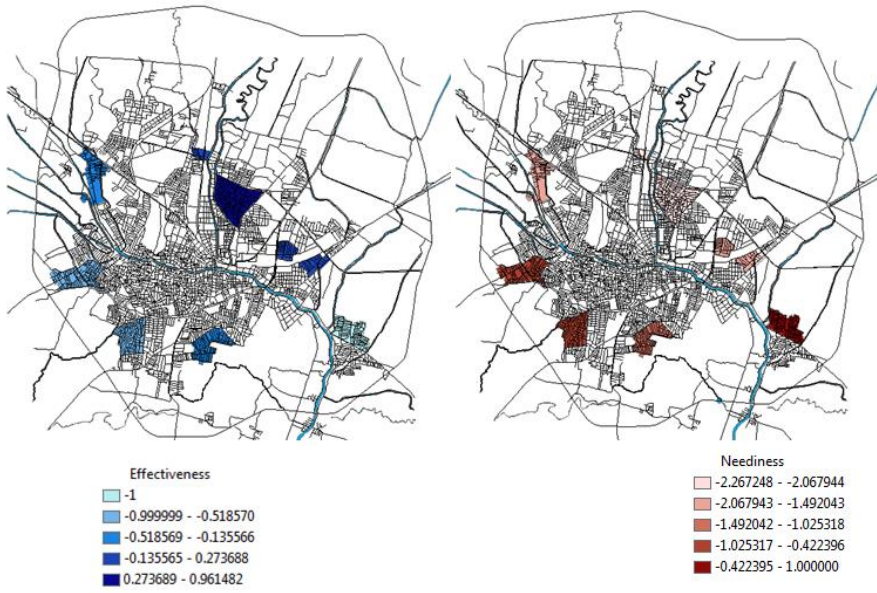 Effectiveness
-1
-0.999999 - -0.518570
-0.518569 - -0.135566
-0.135565 - 0.273688
0.273689 - 0.961482
Neediness
-2.267248 - -2.067944
-2.067943 - -1.492043
-1.492042 - -1.025318
-1.025317 - -0.422396
-0.422395 - 1.000000